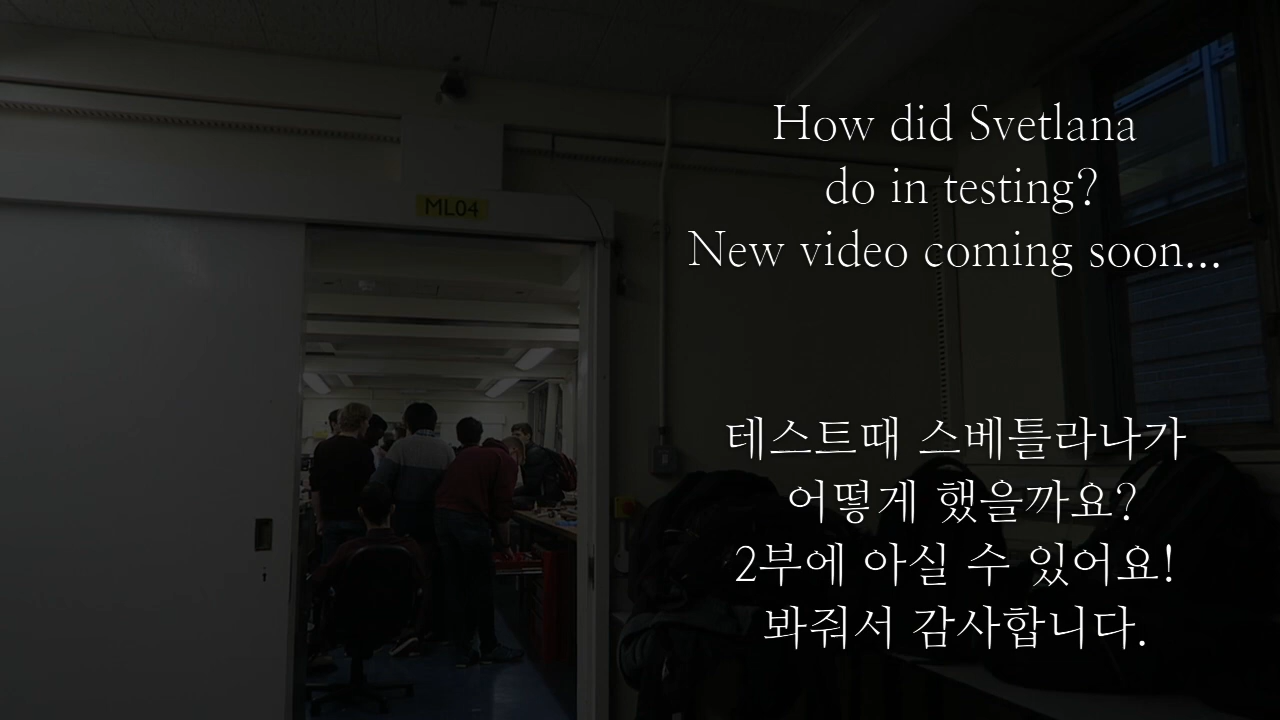 ML04
How did Svetlana
do in testing?
New video coming soon...
테스트때 스베틀라나가
어떻게 했을까요?
2부에 아실 수 있어요!
봐줘서 감사합니다.